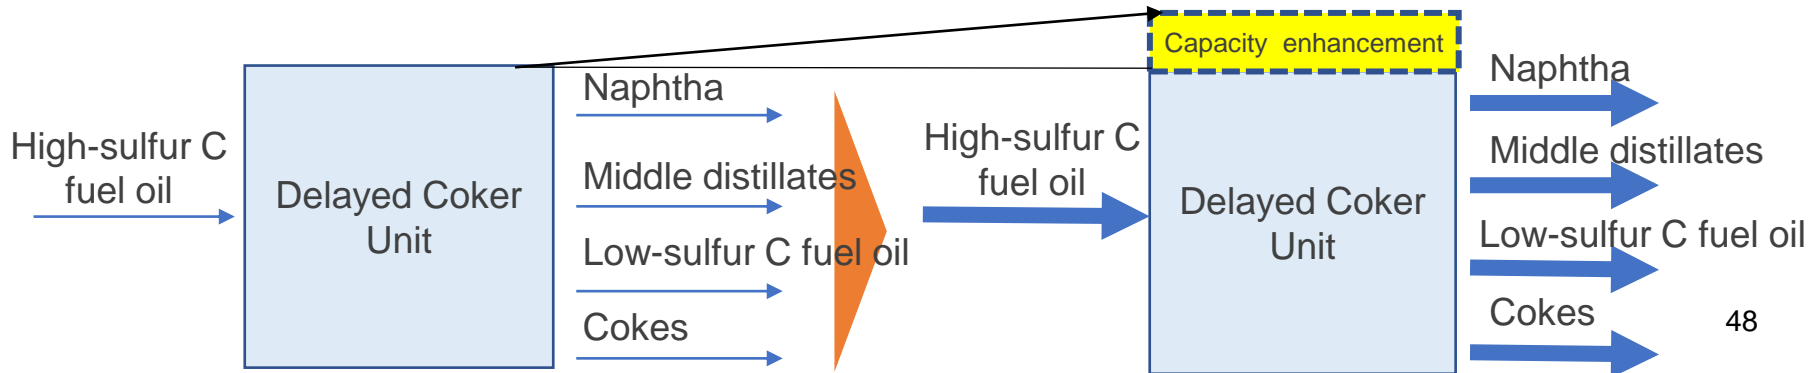 High-sulfur C
fuel oil
Delayed Coker
Unit
Naphtha
Middle distillates
Low-sulfur C fuel oil
Cokes
High-sulfur C
fuel oil
Capacity enhancement
Delayed Coker
Unit
Naphtha
Middle distillates
Low-sulfur C fuel oil
Cokes
48